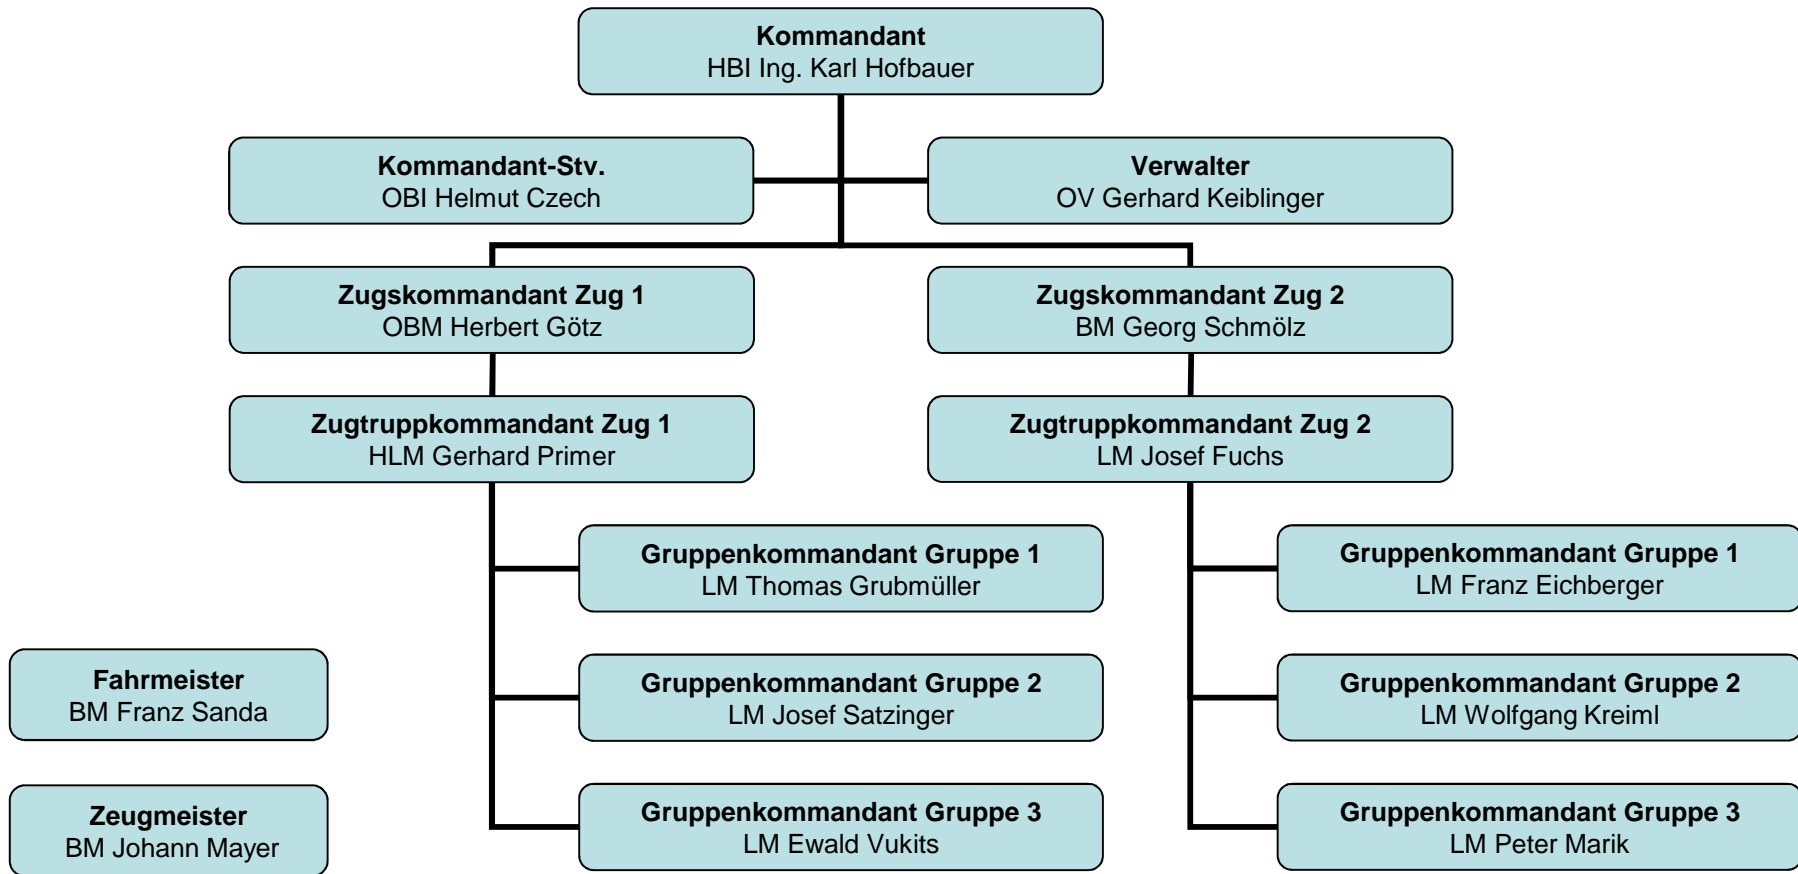 Kommandant
HBI Ing. Karl Hofbauer
Kommandant-Stv.
OBI Helmut Czech
Verwalter
OV Gerhard Keiblinger
Zugskommandant Zug 1
OBM Herbert Götz
Zugskommandant Zug 2
BM Georg Schmölz
Zugtruppkommandant Zug 1
HLM Gerhard Primer
Zugtruppkommandant Zug 2
LM Josef Fuchs
Gruppenkommandant Gruppe 1
LM Thomas Grubmüller
Gruppenkommandant Gruppe 1
LM Franz Eichberger
Fahrmeister
BM Franz Sanda
Gruppenkommandant Gruppe 2
LM Josef Satzinger
Gruppenkommandant Gruppe 2
LM Wolfgang Kreiml
Zeugmeister
BM Johann Mayer
Gruppenkommandant Gruppe 3
LM Ewald Vukits
Gruppenkommandant Gruppe 3
LM Peter Marik